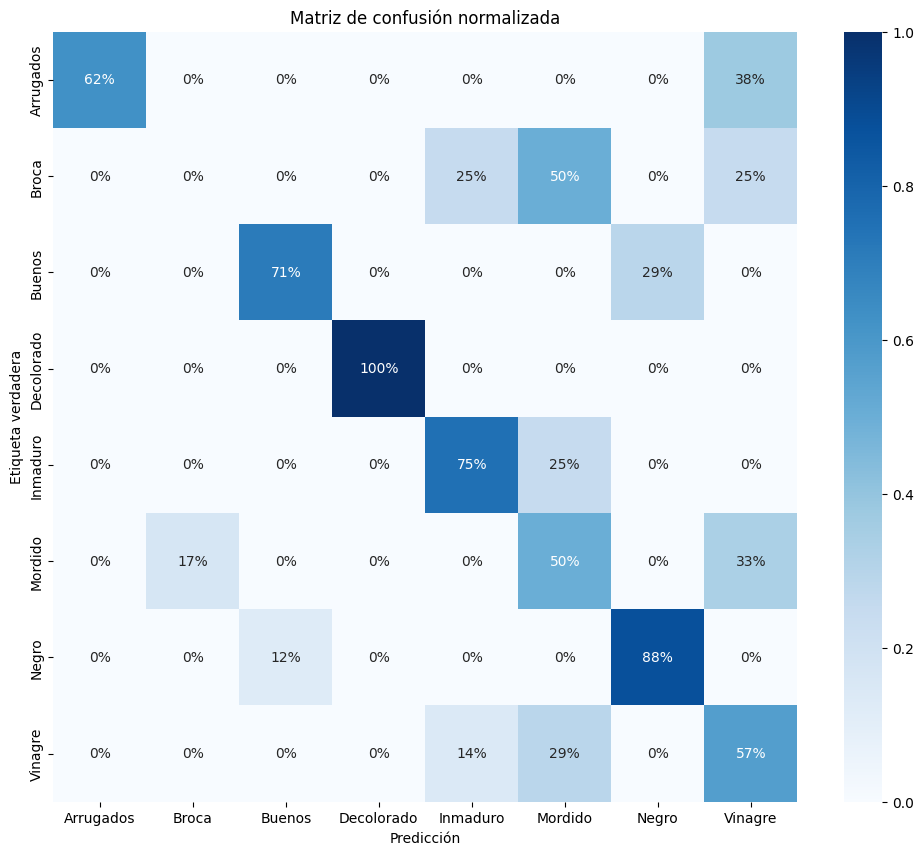 Matriz de confusión normalizada
Arrugados 62% 0% 0% 0% 0% 0% 0% 38%
Broca 0% 0% 0% 0% 25% 50% 0% 25%
Buenos 0% 0% 71% 0% 0% 0% 29% 0%
Decolorado 0% 0% 0% 100% 0% 0% 0% 0%
Inmaduro 0% 0% 0% 0% 75% 25% 0% 0%
Mordido 0% 17% 0% 0% 0% 50% 0% 33%
Negro 0% 0% 12% 0% 0% 0% 88% 0%
Vinagre 0% 0% 0% 0% 14% 29% 0% 57%
Etiqueta verdadera
Arrugados Broca Buenos Decolorado Inmaduro Mordido Negro Vinagre
Predicción
1.0
0.8
0.6
0.4
0.2
0.0